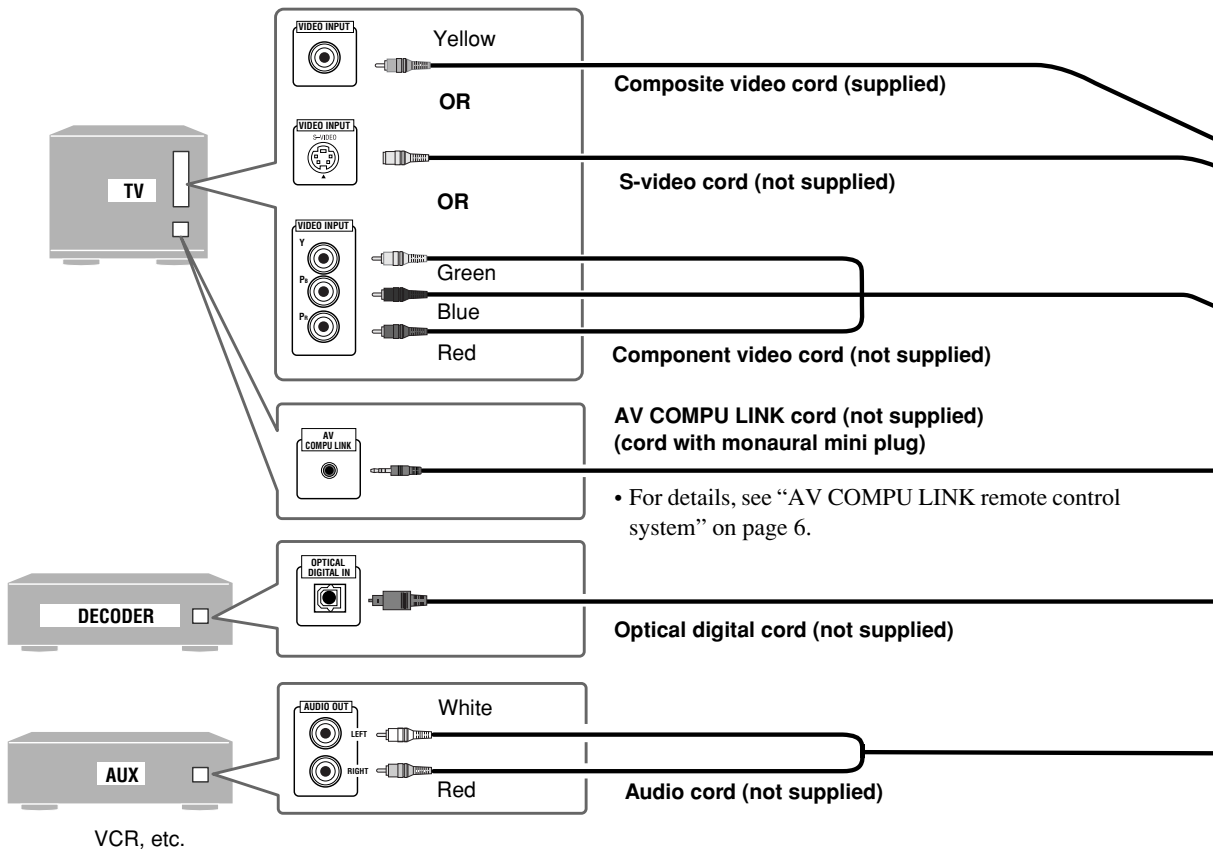 VIDEO INPUT
Yellow
Composite video cord (supplied)
OR
VIDEO INPUT
S-VIDEO
S-video cord (not supplied)
TV
OR
VIDEO INPUT
Y
Green
PB
Blue
PR
Red
Component video cord (not supplied)
AV COMPU LINK cord (not supplied)
(cord with monaural mini plug)
AV
COMPU LINK
• For details, see “AV COMPU LINK remote control
system” on page 6.
OPTICAL
DIGITAL IN
DECODER
Optical digital cord (not supplied)
AUDIO OUT
White
LEFT
AUX
RIGHT
Red
Audio cord (not supplied)
VCR, etc.